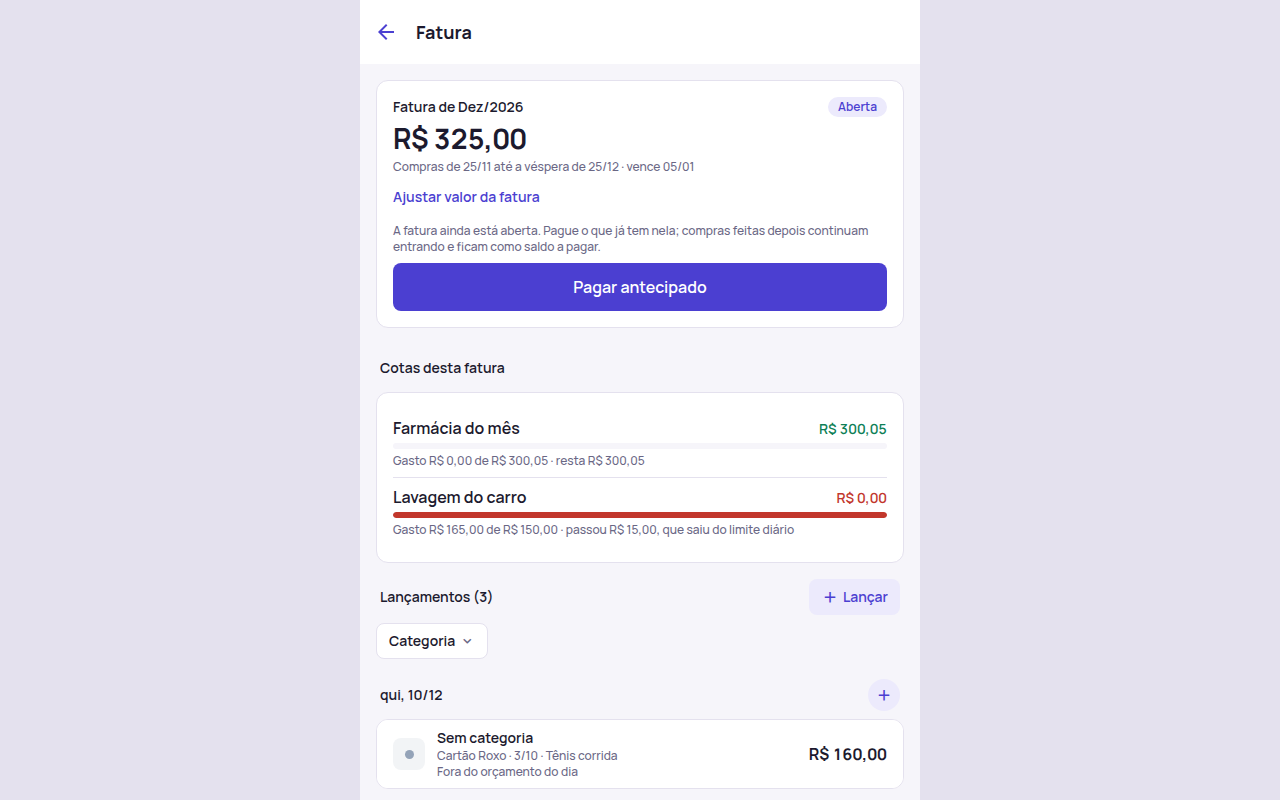 Fatura
Fatura de Dez/2026
Aberta
R$ 325,00
Compras de 25/11 até a véspera de 25/12 · vence 05/01
Ajustar valor da fatura
A fatura ainda está aberta. Pague o que já tem nela; compras feitas depois continuam
entrando e ficam como saldo a pagar.
Pagar antecipado
Cotas desta fatura
Farmácia do mês
R$ 300,05
Gasto R$ 0,00 de R$ 300,05 · resta R$ 300,05
Lavagem do carro
R$ 0,00
Gasto R$ 165,00 de R$ 150,00 · passou R$ 15,00, que saiu do limite diário
Lançamentos (3)
+ Lançar
Categoria
qui, 10/12
+
Sem categoria
Cartão Roxo · 3/10 · Tênis corrida
Fora do orçamento do dia
R$ 160,00